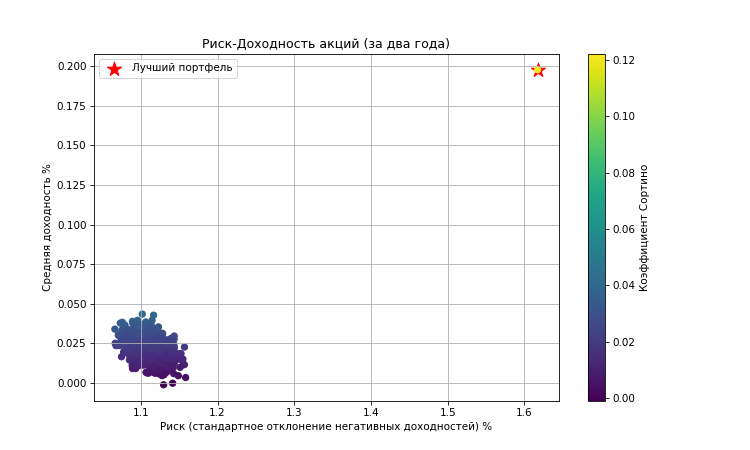 Риск-Доходность акций (за два года)
Лучший портфель
0.200
0.175
0.150
0.125
0.100
0.075
0.050
0.025
0.000
Средняя доходность %
1.1 1.2 1.3 1.4 1.5 1.6
Риск (стандартное отклонение негативных доходностей) %
0.12
0.10
0.08
0.06
0.04
0.02
0.00
Коэффициент Сортино